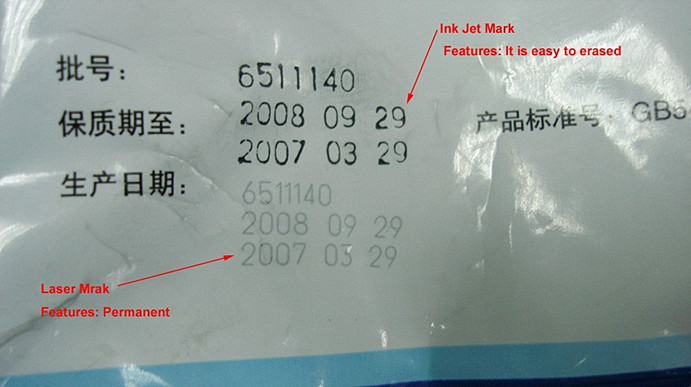 Ink Jet Mark
Features: It is easy to erased
批号: 6511140
保质期至: 2008 09 29
产品标准号: GB5
2007 03 29
生产日期:
6511140
2008 09 29
2007 03 29
Laser Mrak
Features: Permanent